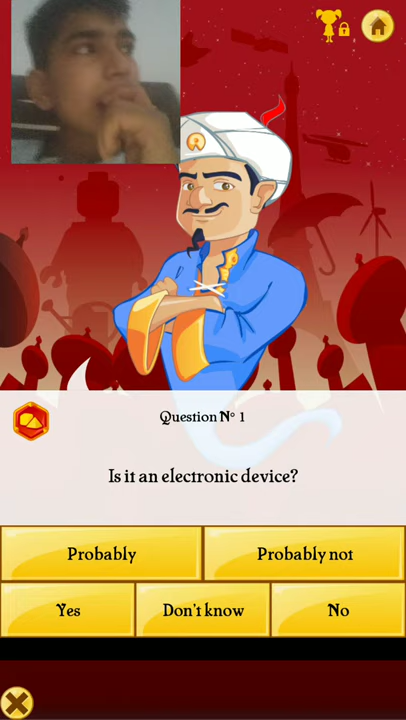 Question N° 1
Is it an electronic device?
Probably
Probably not
Yes
Don't know
No